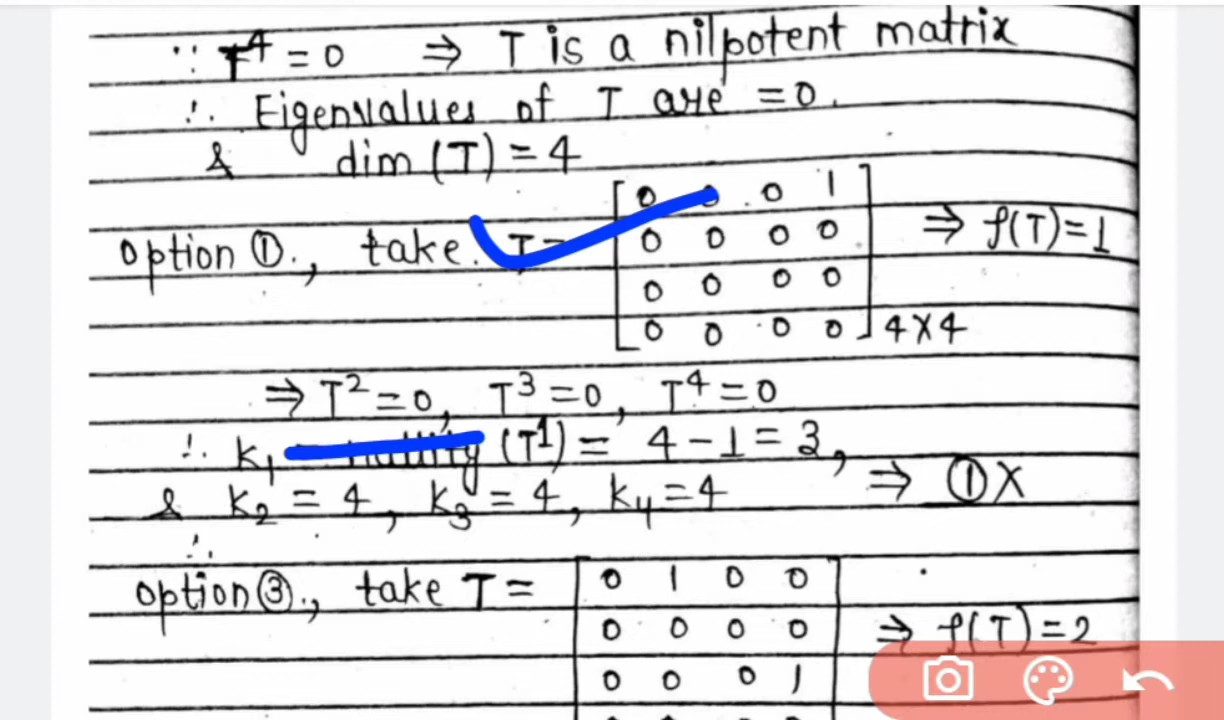 ∵ T⁴ = 0 ⇒ T is a nilpotent matrix
∴ Eigenvalues of T are = 0.
& dim (T) = 4
option ①., take T = [ 0 0 0 1 ⇒ ρ(T) = 1
0 0 0 0
0 0 0 0
0 0 0 0 ] 4×4
⇒ T² = 0, T³ = 0, T⁴ = 0
∴ k₁ = nullity (T¹) = 4 - 1 = 3,
& k₂ = 4, k₃ = 4, k₄ = 4 ⇒ ① X
∴
option ③., take T = [ 0 1 0 0
0 0 0 0 ⇒ ρ(T) = 2
0 0 0 1